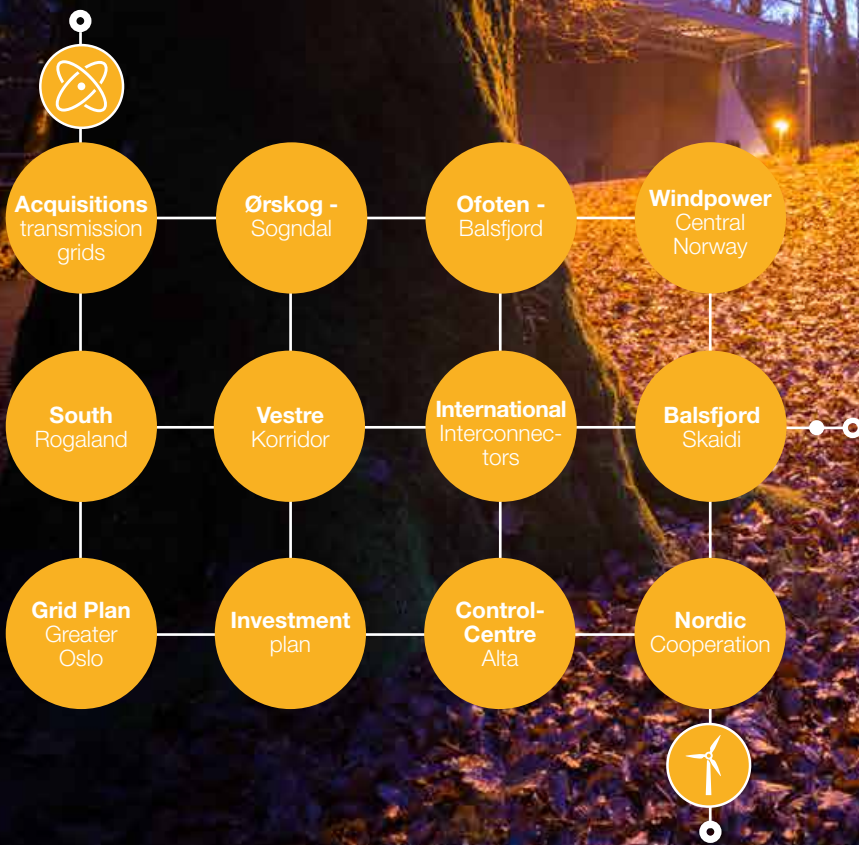 Acquisitions
transmission
grids
Ørskog -
Sogndal
Ofoten -
Balsfjord
Windpower
Central
Norway
South
Rogaland
Vestre
Korridor
International
Interconnec-
tors
Balsfjord
Skaidi
Grid Plan
Greater
Oslo
Investment
plan
Control-
Centre
Alta
Nordic
Cooperation